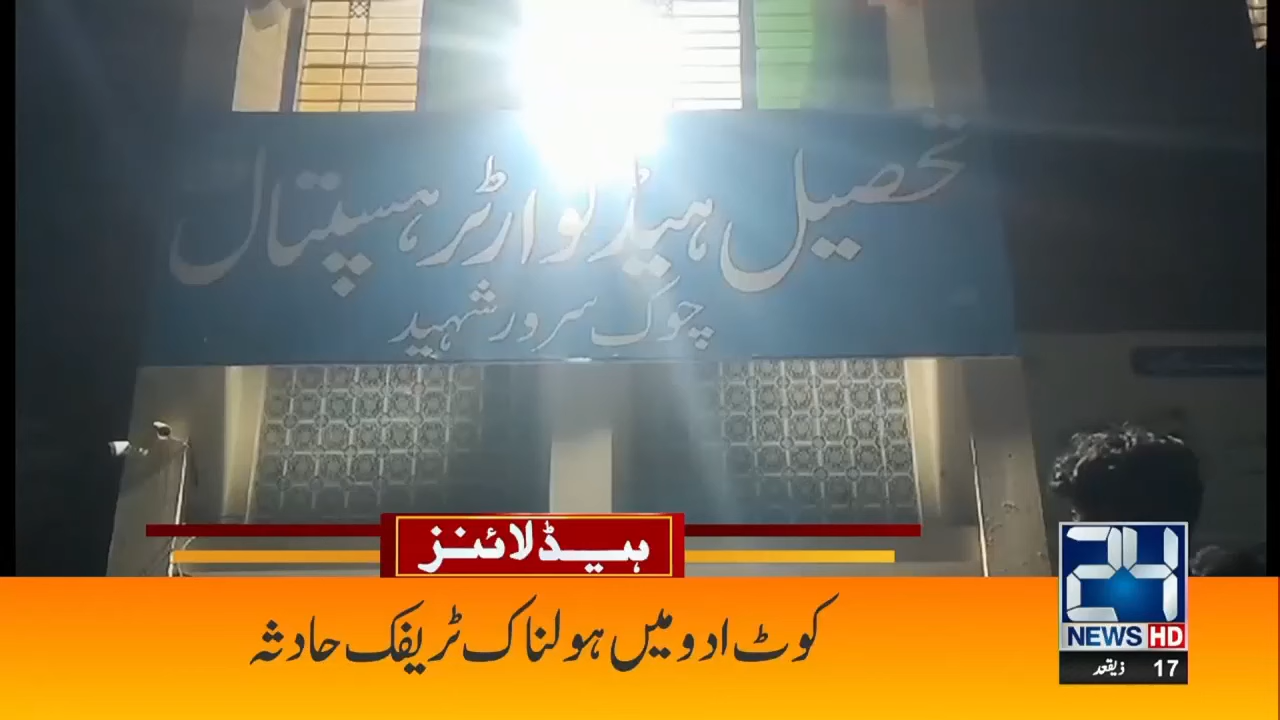 تحصیل ہیڈکوارٹر ہسپتال
چوک سرور شہید
ہیڈلائنز
کوٹ ادو میں ہولناک ٹریفک حادثہ
24
NEWS HD
17 ذیقعد